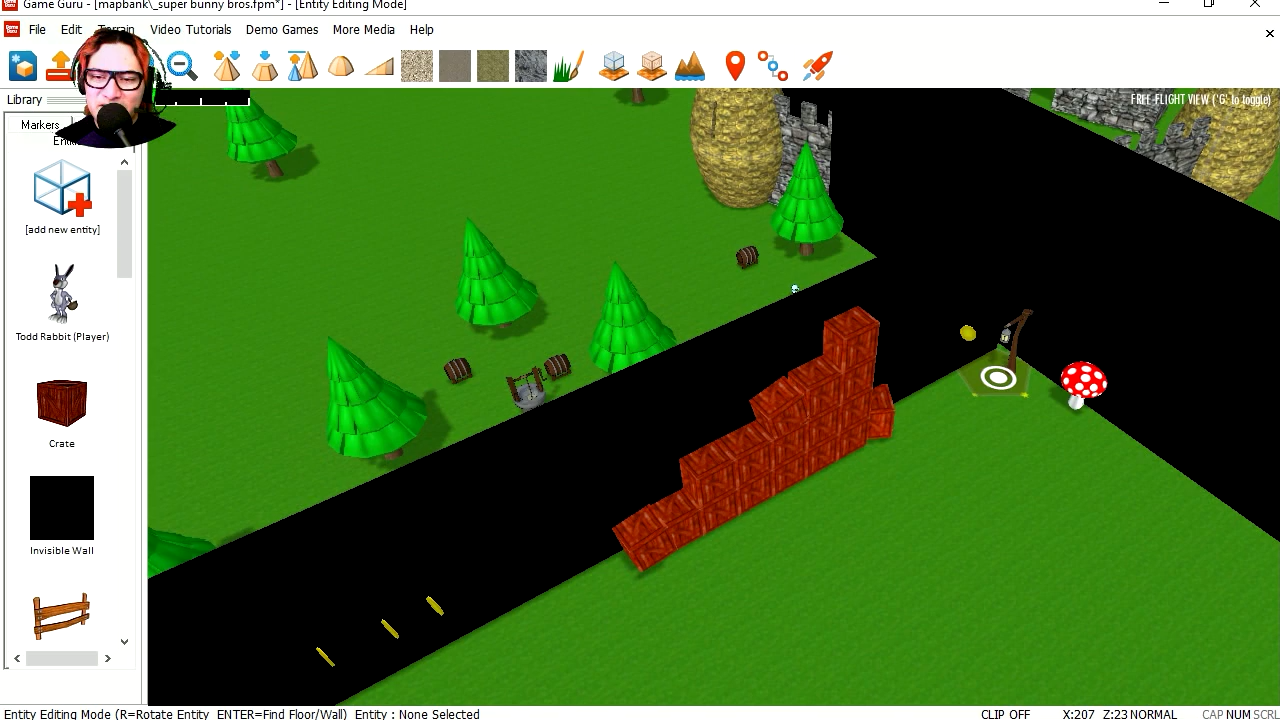 Game Guru - [mapbank\_super bunny bros.fpm*] - [Entity Editing Mode]
File Edit Terrain Video Tutorials Demo Games More Media Help
Library
FREE-FLIGHT VIEW ('G' to toggle)
Markers
[add new entity]
Todd Rabbit (Player)
Crate
Invisible Wall
Entity Editing Mode (R=Rotate Entity ENTER=Find Floor/Wall) Entity : None Selected CLIP OFF X:207 Z:23 NORMAL CAP NUM SCRL